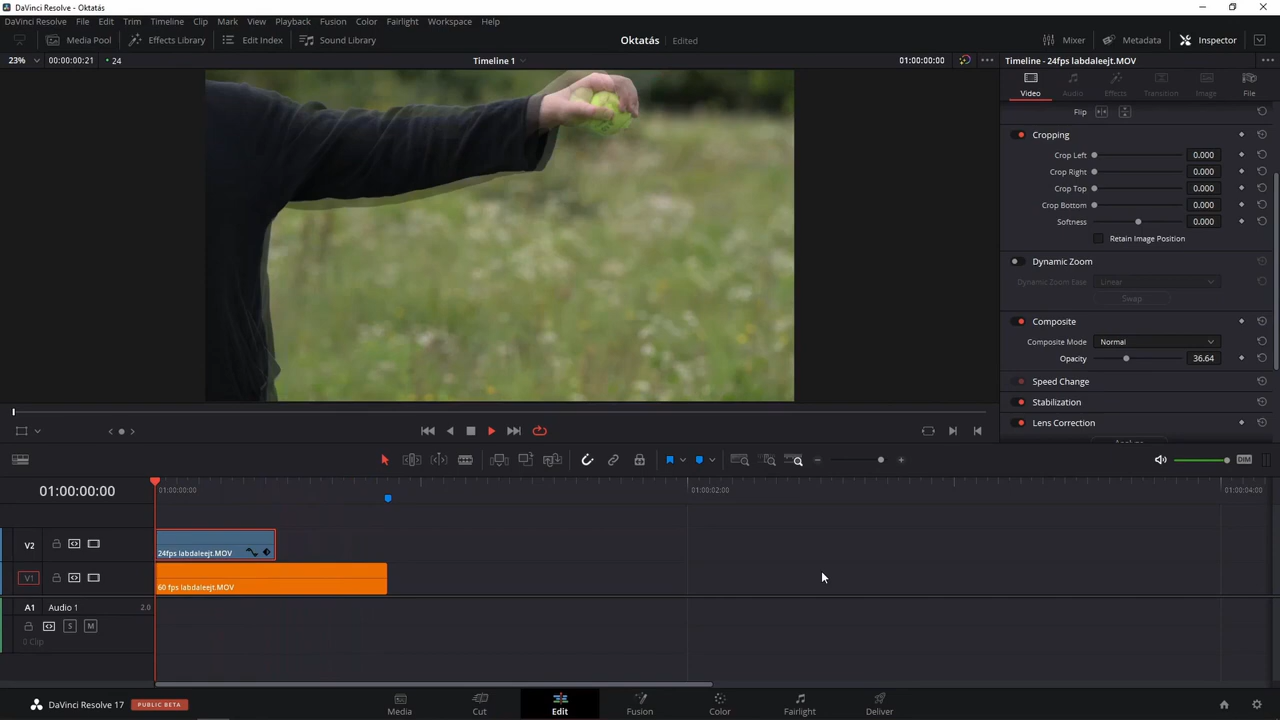 DaVinci Resolve - Oktatás
DaVinci Resolve File Edit Trim Timeline Clip Mark View Playback Fusion Color Fairlight Workspace Help
Media Pool Effects Library Edit Index Sound Library Oktatás Edited Mixer Metadata Inspector
23% 00:00:00:21 24 Timeline 1 01:00:00:00 Timeline - 24fps labdaleejt.MOV
Video Audio Effects Transition Image File
Flip
Cropping
Crop Left 0.000
Crop Right 0.000
Crop Top 0.000
Crop Bottom 0.000
Softness 0.000
Retain Image Position
Dynamic Zoom
Dynamic Zoom Ease Linear
Swap
Composite
Composite Mode Normal
Opacity 36.64
Speed Change
Stabilization
Lens Correction
Analyze
DIM
01:00:00:00 01:00:00:00 01:00:02:00 01:00:04:00
V2 24fps labdaleejt.MOV
V1 60 fps labdaleejt.MOV
A1 Audio 1 2.0
S M
0 Clip
DaVinci Resolve 17 PUBLIC BETA Media Cut Edit Fusion Color Fairlight Deliver